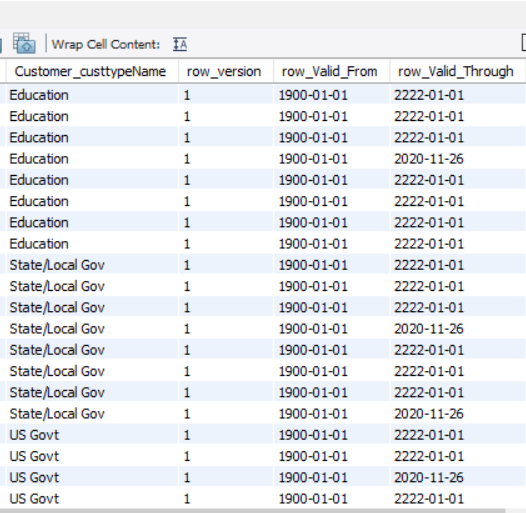 Wrap Cell Content: IA
Customer_custtypeName row_version row_Valid_From row_Valid_Through
Education 1 1900-01-01 2222-01-01
Education 1 1900-01-01 2222-01-01
Education 1 1900-01-01 2222-01-01
Education 1 1900-01-01 2020-11-26
Education 1 1900-01-01 2222-01-01
Education 1 1900-01-01 2222-01-01
Education 1 1900-01-01 2222-01-01
Education 1 1900-01-01 2222-01-01
State/Local Gov 1 1900-01-01 2222-01-01
State/Local Gov 1 1900-01-01 2222-01-01
State/Local Gov 1 1900-01-01 2222-01-01
State/Local Gov 1 1900-01-01 2020-11-26
State/Local Gov 1 1900-01-01 2222-01-01
State/Local Gov 1 1900-01-01 2222-01-01
State/Local Gov 1 1900-01-01 2222-01-01
State/Local Gov 1 1900-01-01 2020-11-26
US Govt 1 1900-01-01 2222-01-01
US Govt 1 1900-01-01 2222-01-01
US Govt 1 1900-01-01 2020-11-26
US Govt 1 1900-01-01 2222-01-01